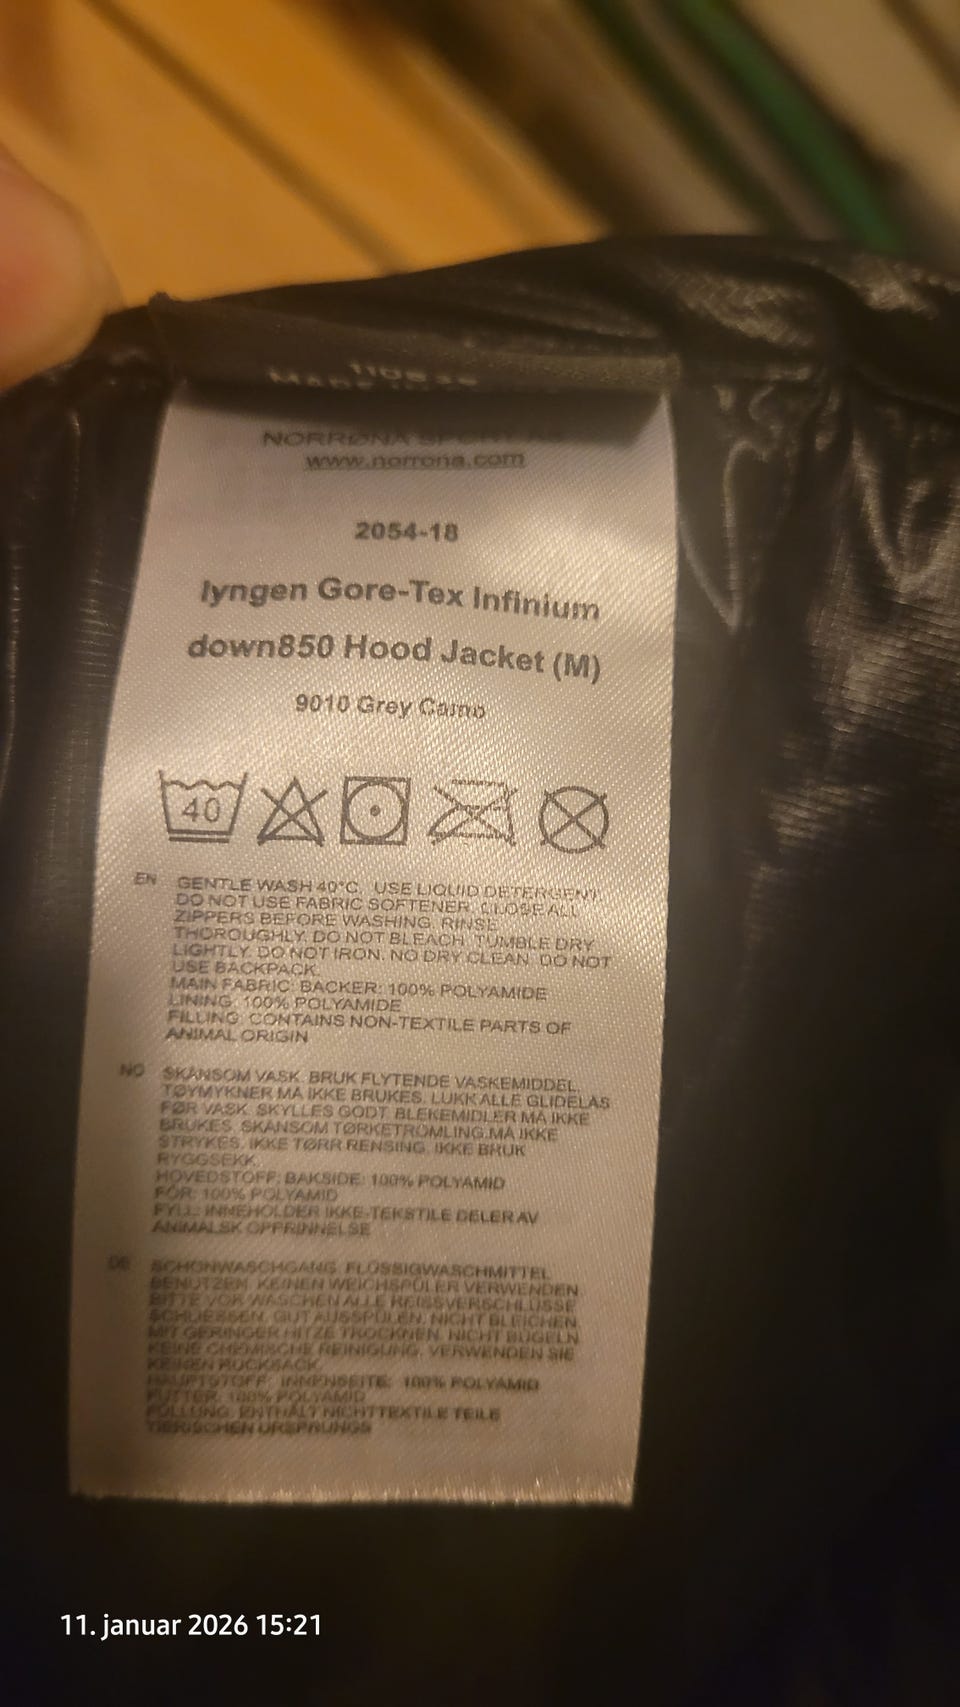 NORRØNA SPORT
www.norrona.com
2054-18
lyngen Gore-Tex Infinium
down850 Hood Jacket (M)
9010 Grey Camo
40
EN GENTLE WASH 40°C. USE LIQUID DETERGENT.
DO NOT USE FABRIC SOFTENER. CLOSE ALL
ZIPPERS BEFORE WASHING. RINSE
THOROUGHLY. DO NOT BLEACH. TUMBLE DRY
LIGHTLY. DO NOT IRON. NO DRY CLEAN. DO NOT
USE BACKPACK.
MAIN FABRIC: BACKER: 100% POLYAMIDE
LINING: 100% POLYAMIDE
FILLING: CONTAINS NON-TEXTILE PARTS OF
ANIMAL ORIGIN
NO SKÅNSOM VASK. BRUK FLYTENDE VASKEMIDDEL.
TØYMYKNER MÅ IKKE BRUKES. LUKK ALLE GLIDELÅS
FØR VASK. SKYLLES GODT. BLEKEMIDLER MÅ IKKE
BRUKES. SKÅNSOM TØRKETROMLING.MÅ IKKE
STRYKES. IKKE TØRR RENSING. IKKE BRUK
RYGGSEKK.
HOVEDSTOFF: BAKSIDE: 100% POLYAMID
FÔR: 100% POLYAMID
FYLL: INNEHOLDER IKKE-TEKSTILE DELER AV
ANIMALSK OPPRINNELSE
DE SCHONWASCHGANG. FLÜSSIGWASCHMITTEL
BENUTZEN. KEINEN WEICHSPÜLER VERWENDEN.
BITTE VOR WASCHEN ALLE REISSVERSCHLÜSSE
SCHLIESSEN. GUT AUSSPÜLEN. NICHT BLEICHEN.
MIT GERINGER HITZE TROCKNEN. NICHT BÜGELN.
KEINE CHEMISCHE REINIGUNG. VERWENDEN SIE
KEINEN RUCKSACK.
HAUPTSTOFF: INNENSEITE: 100% POLYAMID
FUTTER: 100% POLYAMID
FÜLLUNG: ENTHÄLT NICHTTEXTILE TEILE
TIERISCHEN URSPRUNGS
11. januar 2026 15:21